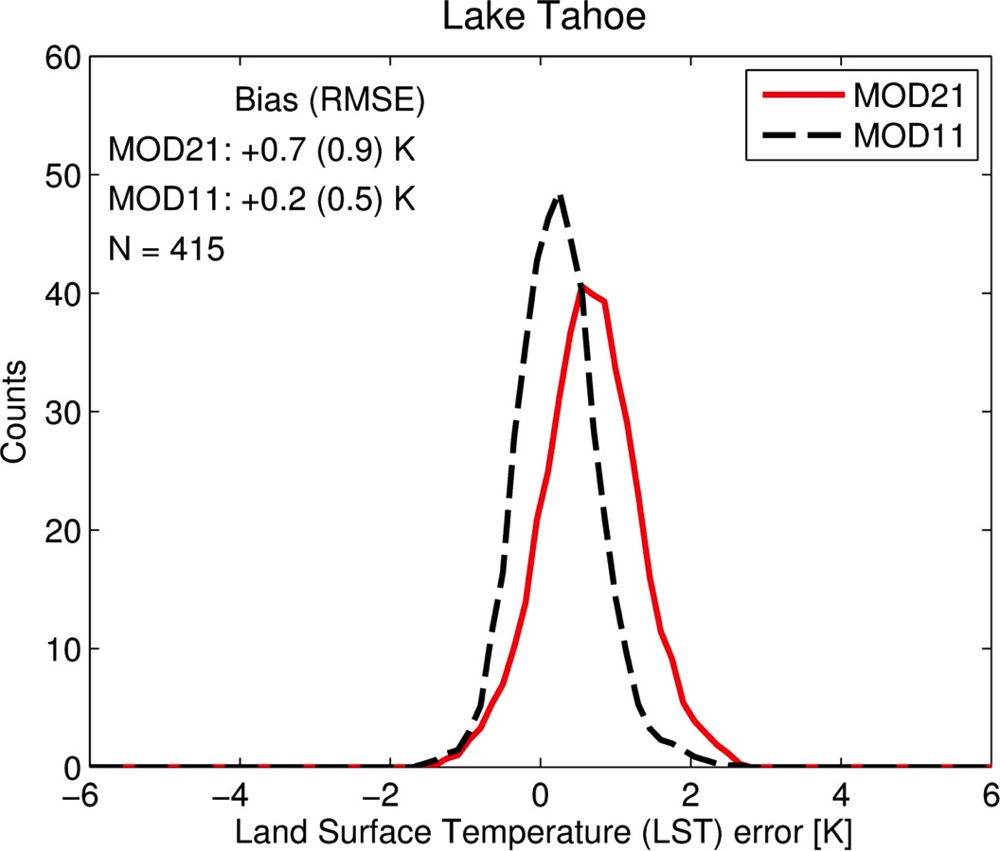 Lake Tahoe
60
50
40
30
20
10
0
Counts
Bias (RMSE)
MOD21: +0.7 (0.9) K
MOD11: +0.2 (0.5) K
N = 415
MOD21
MOD11
−6 −4 −2 0 2 4 6
Land Surface Temperature (LST) error [K]